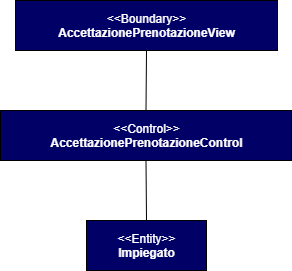 <<Boundary>>
AccettazionePrenotazioneView
<<Control>>
AccettazionePrenotazioneControl
<<Entity>>
Impiegato